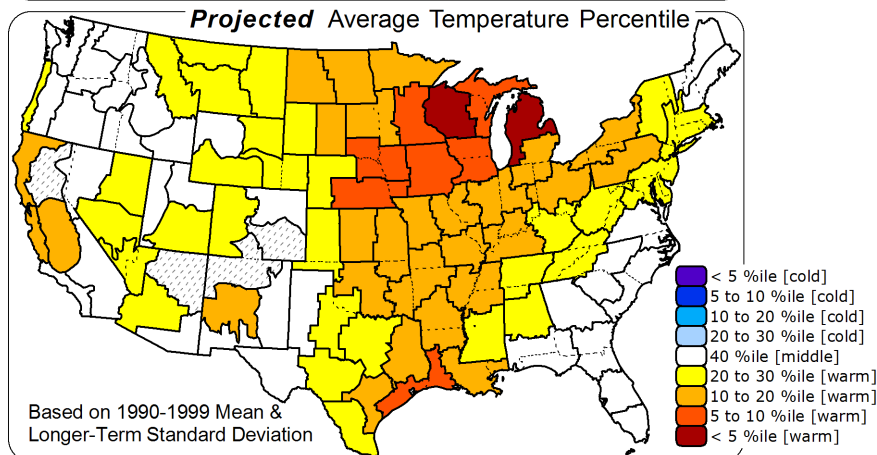 Projected Average Temperature Percentile
< 5 %ile [cold]
5 to 10 %ile [cold]
10 to 20 %ile [cold]
20 to 30 %ile [cold]
40 %ile [middle]
20 to 30 %ile [warm]
10 to 20 %ile [warm]
5 to 10 %ile [warm]
< 5 %ile [warm]
Based on 1990-1999 Mean &
Longer-Term Standard Deviation